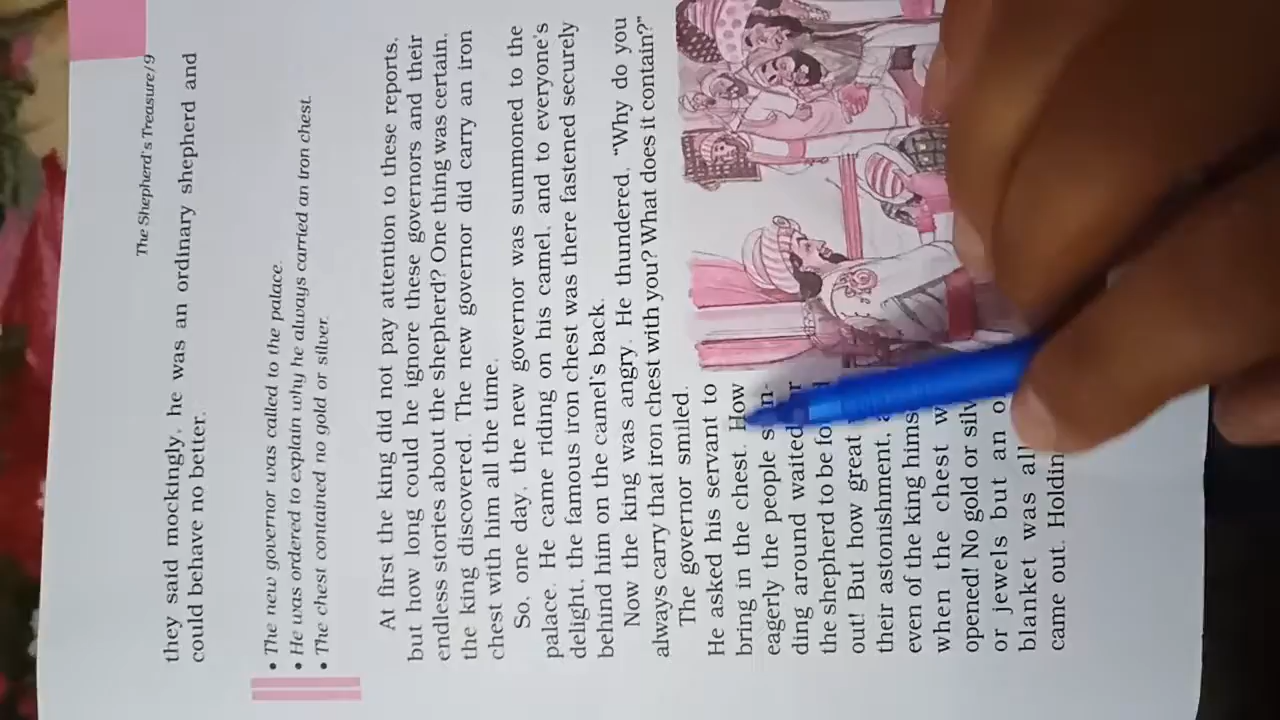 The Shepherd's Treasure/9
they said mockingly, he was an ordinary shepherd and
could behave no better.
• The new governor was called to the palace.
• He was ordered to explain why he always carried an iron chest.
• The chest contained no gold or silver.
At first the king did not pay attention to these reports,
but how long could he ignore these governors and their
endless stories about the shepherd? One thing was certain,
the king discovered. The new governor did carry an iron
chest with him all the time.
So, one day, the new governor was summoned to the
palace. He came riding on his camel, and to everyone's
delight, the famous iron chest was there fastened securely
behind him on the camel's back.
Now the king was angry. He thundered, “Why do you
always carry that iron chest with you? What does it contain?”
The governor smiled.
He asked his servant to
bring in the chest. How
eagerly the people
ding around waited
the shepherd to be
out! But how great
their astonishment,
even of the king
when the chest
opened! No gold or
or jewels but an
blanket was
came out.